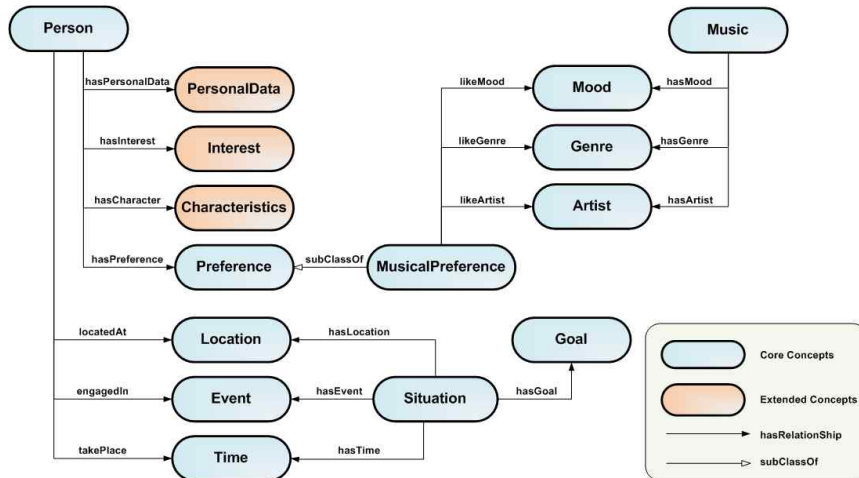 Person
Music
hasPersonalData
PersonalData
likeMood
Mood
hasMood
hasInterest
Interest
likeGenre
Genre
hasGenre
hasCharacter
Characteristics
likeArtist
Artist
hasArtist
hasPreference
Preference
subClassOf
MusicalPreference
locatedAt
Location
hasLocation
Goal
engagedIn
Event
hasEvent
Situation
hasGoal
takePlace
Time
hasTime
Core Concepts
Extended Concepts
hasRelationShip
subClassOf